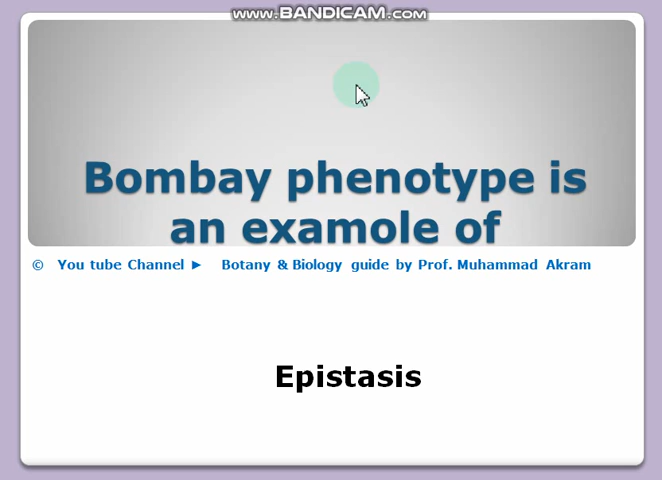 www.BANDICAM.com
Bombay phenotype is
an examole of
© You tube Channel ► Botany & Biology guide by Prof. Muhammad Akram
Epistasis